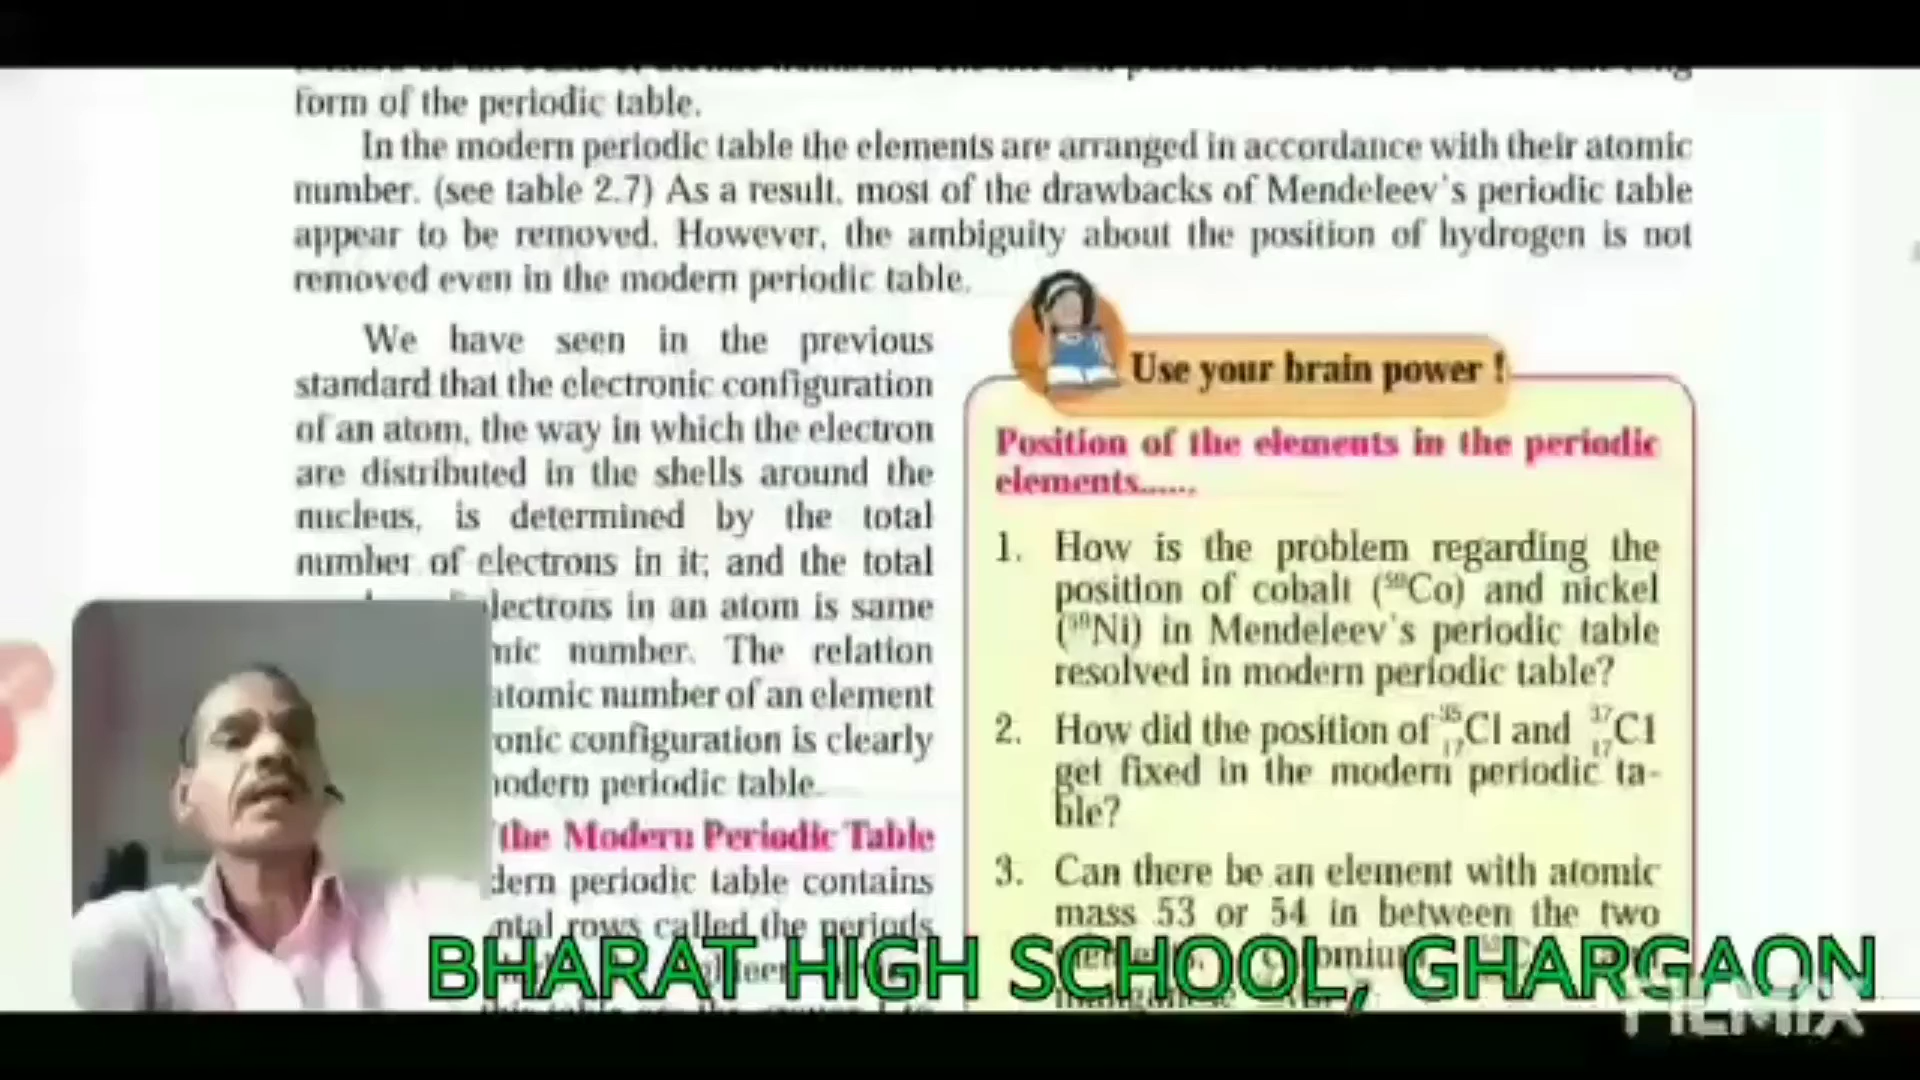 form of the periodic table.
In the modern periodic table the elements are arranged in accordance with their atomic
number. (see table 2.7) As a result, most of the drawbacks of Mendeleev's periodic table
appear to be removed. However, the ambiguity about the position of hydrogen is not
removed even in the modern periodic table.
We have seen in the previous
standard that the electronic configuration
of an atom, the way in which the electron
are distributed in the shells around the
nucleus, is determined by the total
number of electrons in it; and the total
lectrons in an atom is same
mic number. The relation
atomic number of an element
onic configuration is clearly
nodern periodic table.
the Modern Periodic Table
dern periodic table contains
ntal rows called the periods
Use your brain power !
Position of the elements in the periodic
elements......
1. How is the problem regarding the
position of cobalt (⁵⁹Co) and nickel
(⁵⁹Ni) in Mendeleev's periodic table
resolved in modern periodic table?
2. How did the position of ³⁵₁₇Cl and ³⁷₁₇Cl
get fixed in the modern periodic ta-
ble?
3. Can there be an element with atomic
mass 53 or 54 in between the two
BHARAT HIGH SCHOOL, GHARGAON